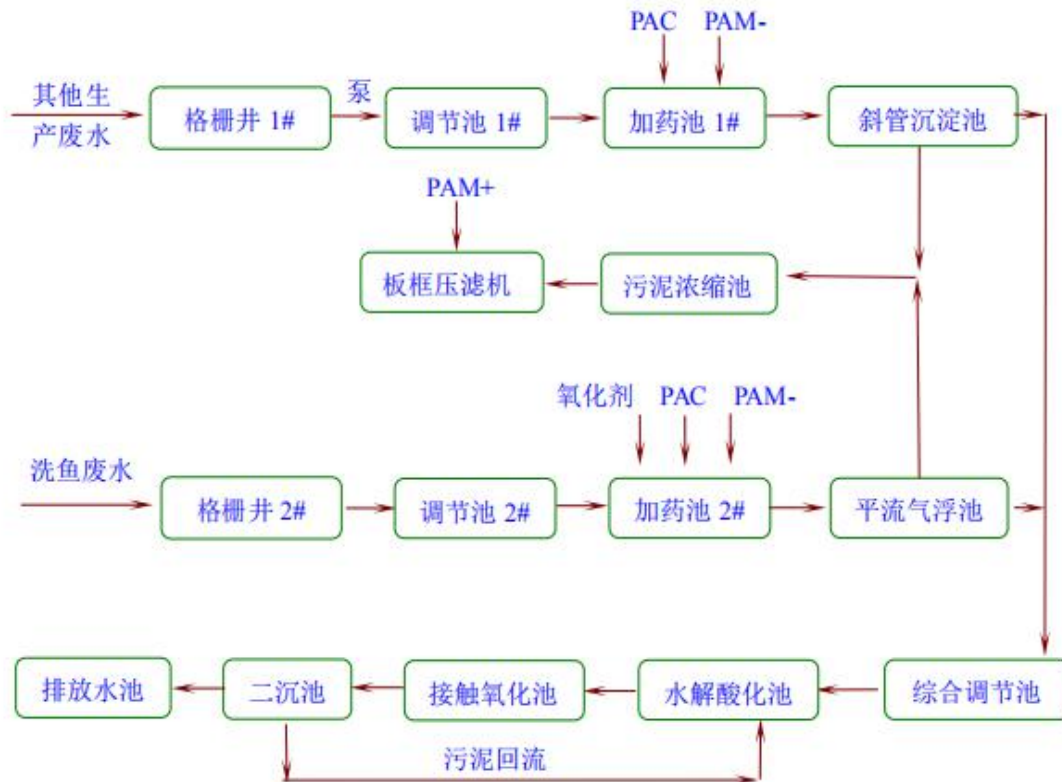 PAC PAM-
其他生
产废水
格栅井 1#
泵
调节池 1#
加药池 1#
斜管沉淀池
PAM+
板框压滤机
污泥浓缩池
氧化剂 PAC PAM-
洗鱼废水
格栅井 2#
调节池 2#
加药池 2#
平流气浮池
排放水池
二沉池
接触氧化池
水解酸化池
综合调节池
污泥回流